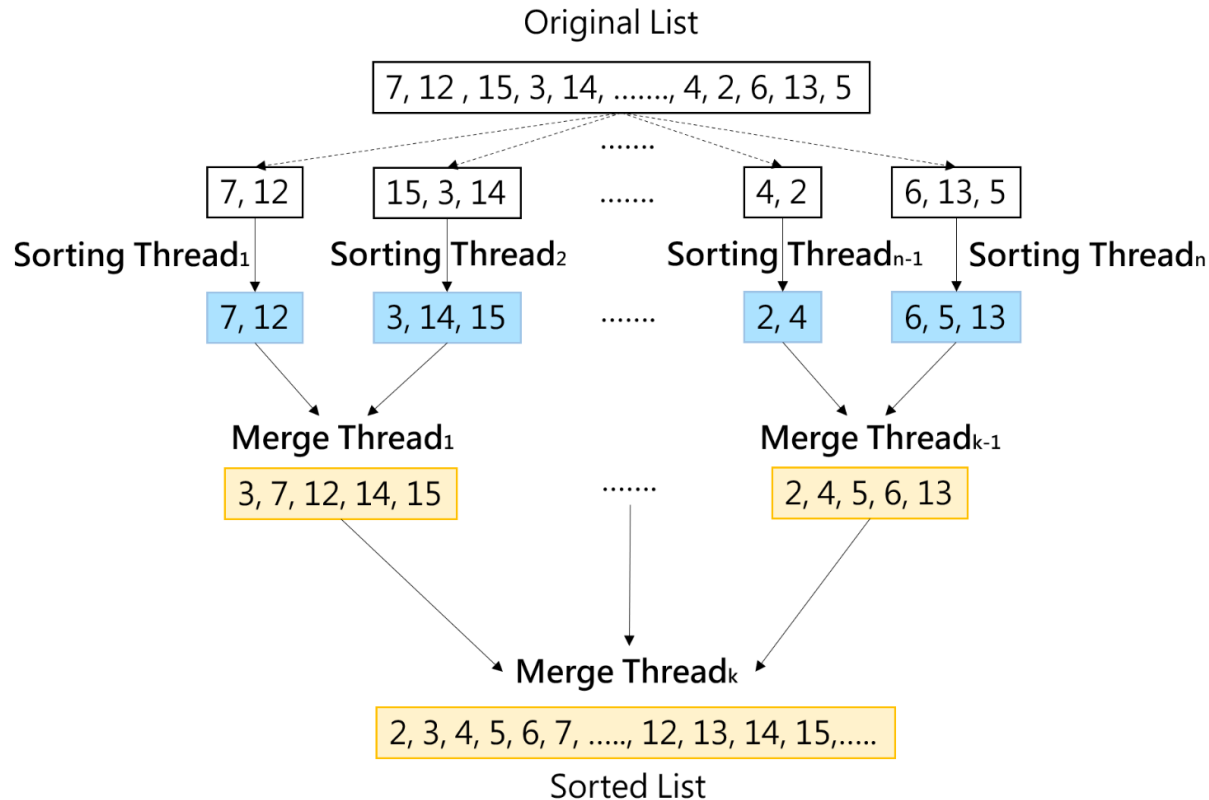 Original List
7, 12 , 15, 3, 14, ......., 4, 2, 6, 13, 5
.......
7, 12
15, 3, 14
.......
4, 2
6, 13, 5
Sorting Thread1
Sorting Thread2
Sorting Threadn-1
Sorting Threadn
7, 12
3, 14, 15
.......
2, 4
6, 5, 13
Merge Thread1
Merge Threadk-1
3, 7, 12, 14, 15
.......
2, 4, 5, 6, 13
Merge Threadk
2, 3, 4, 5, 6, 7, ....., 12, 13, 14, 15,.....
Sorted List